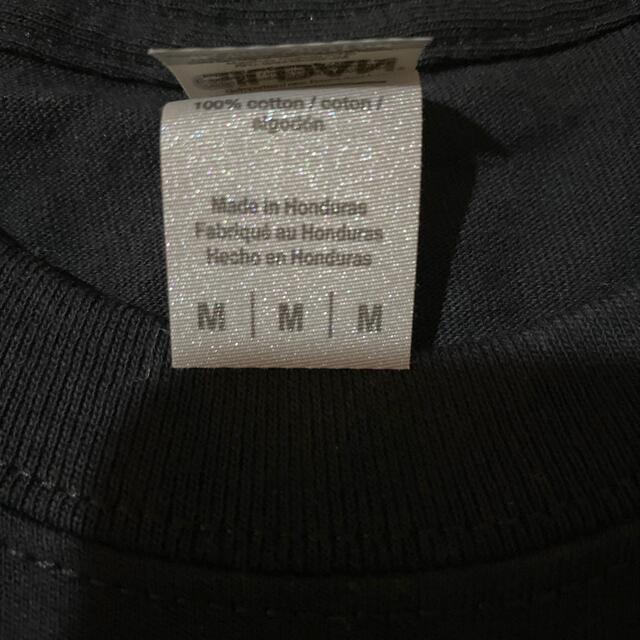 100% cotton / coton /
algodón
Made in Honduras
Fabriqué au Honduras
Hecho en Honduras
M | M | M